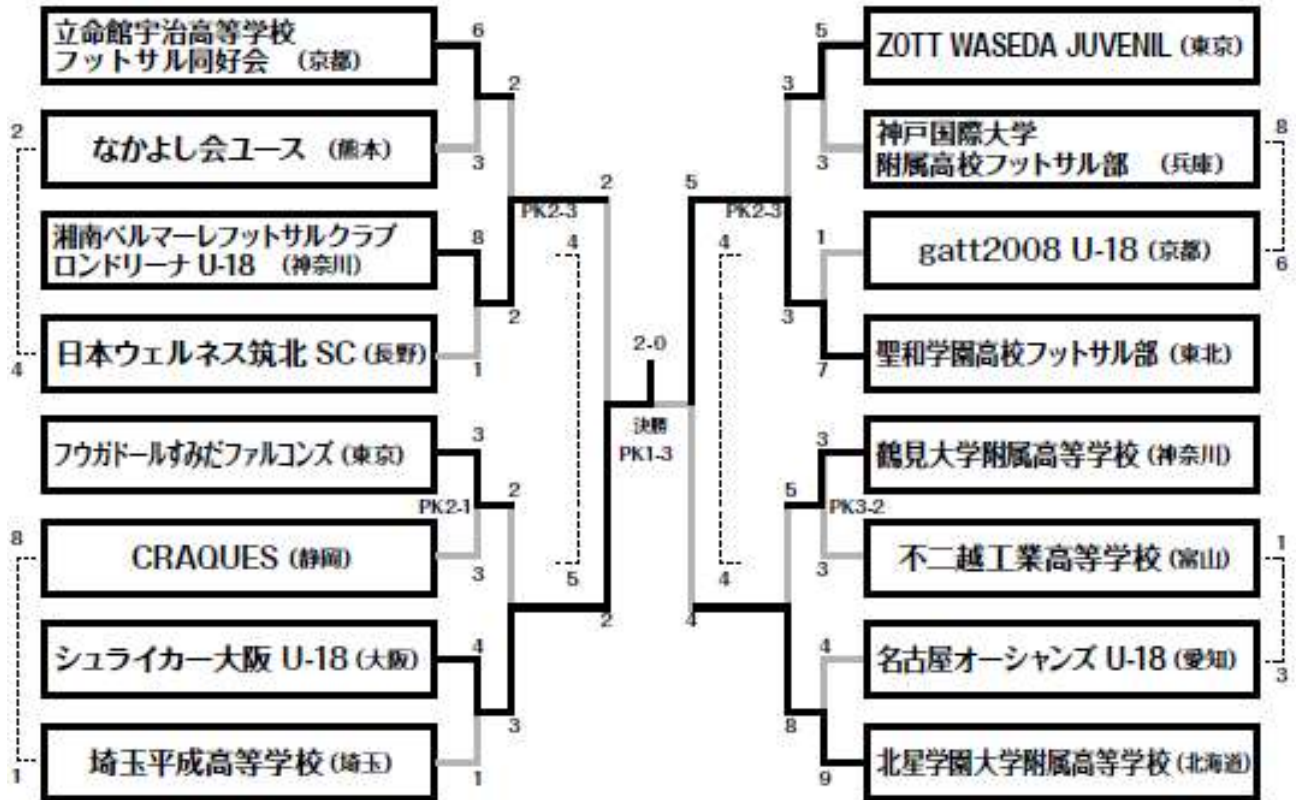 立命館宇治高等学校
フットサル同好会 (京都)
なかよし会ユース (熊本)
湘南ベルマーレフットサルクラブ
ロンドリーナ U-18 (神奈川)
日本ウェルネス筑北 SC (長野)
フウガドールすみだファルコンズ (東京)
CRAQUES (静岡)
シュライカー大阪 U-18 (大阪)
埼玉平成高等学校 (埼玉)
2
4
8
1
6
3
8
1
3
PK2-1
3
4
1
2
2
2
3
PK2-3
4
5
2
2
2-0
決勝
PK1-3
5
4
PK2-3
4
4
3
3
5
8
5
3
1
7
3
PK3-2
3
4
9
ZOTT WASEDA JUVENIL (東京)
神戸国際大学
附属高校フットサル部 (兵庫)
gatt2008 U-18 (京都)
聖和学園高校フットサル部 (東北)
鶴見大学附属高等学校 (神奈川)
不二越工業高等学校 (富山)
名古屋オーシャンズ U-18 (愛知)
北星学園大学附属高等学校 (北海道)
8
6
1
3